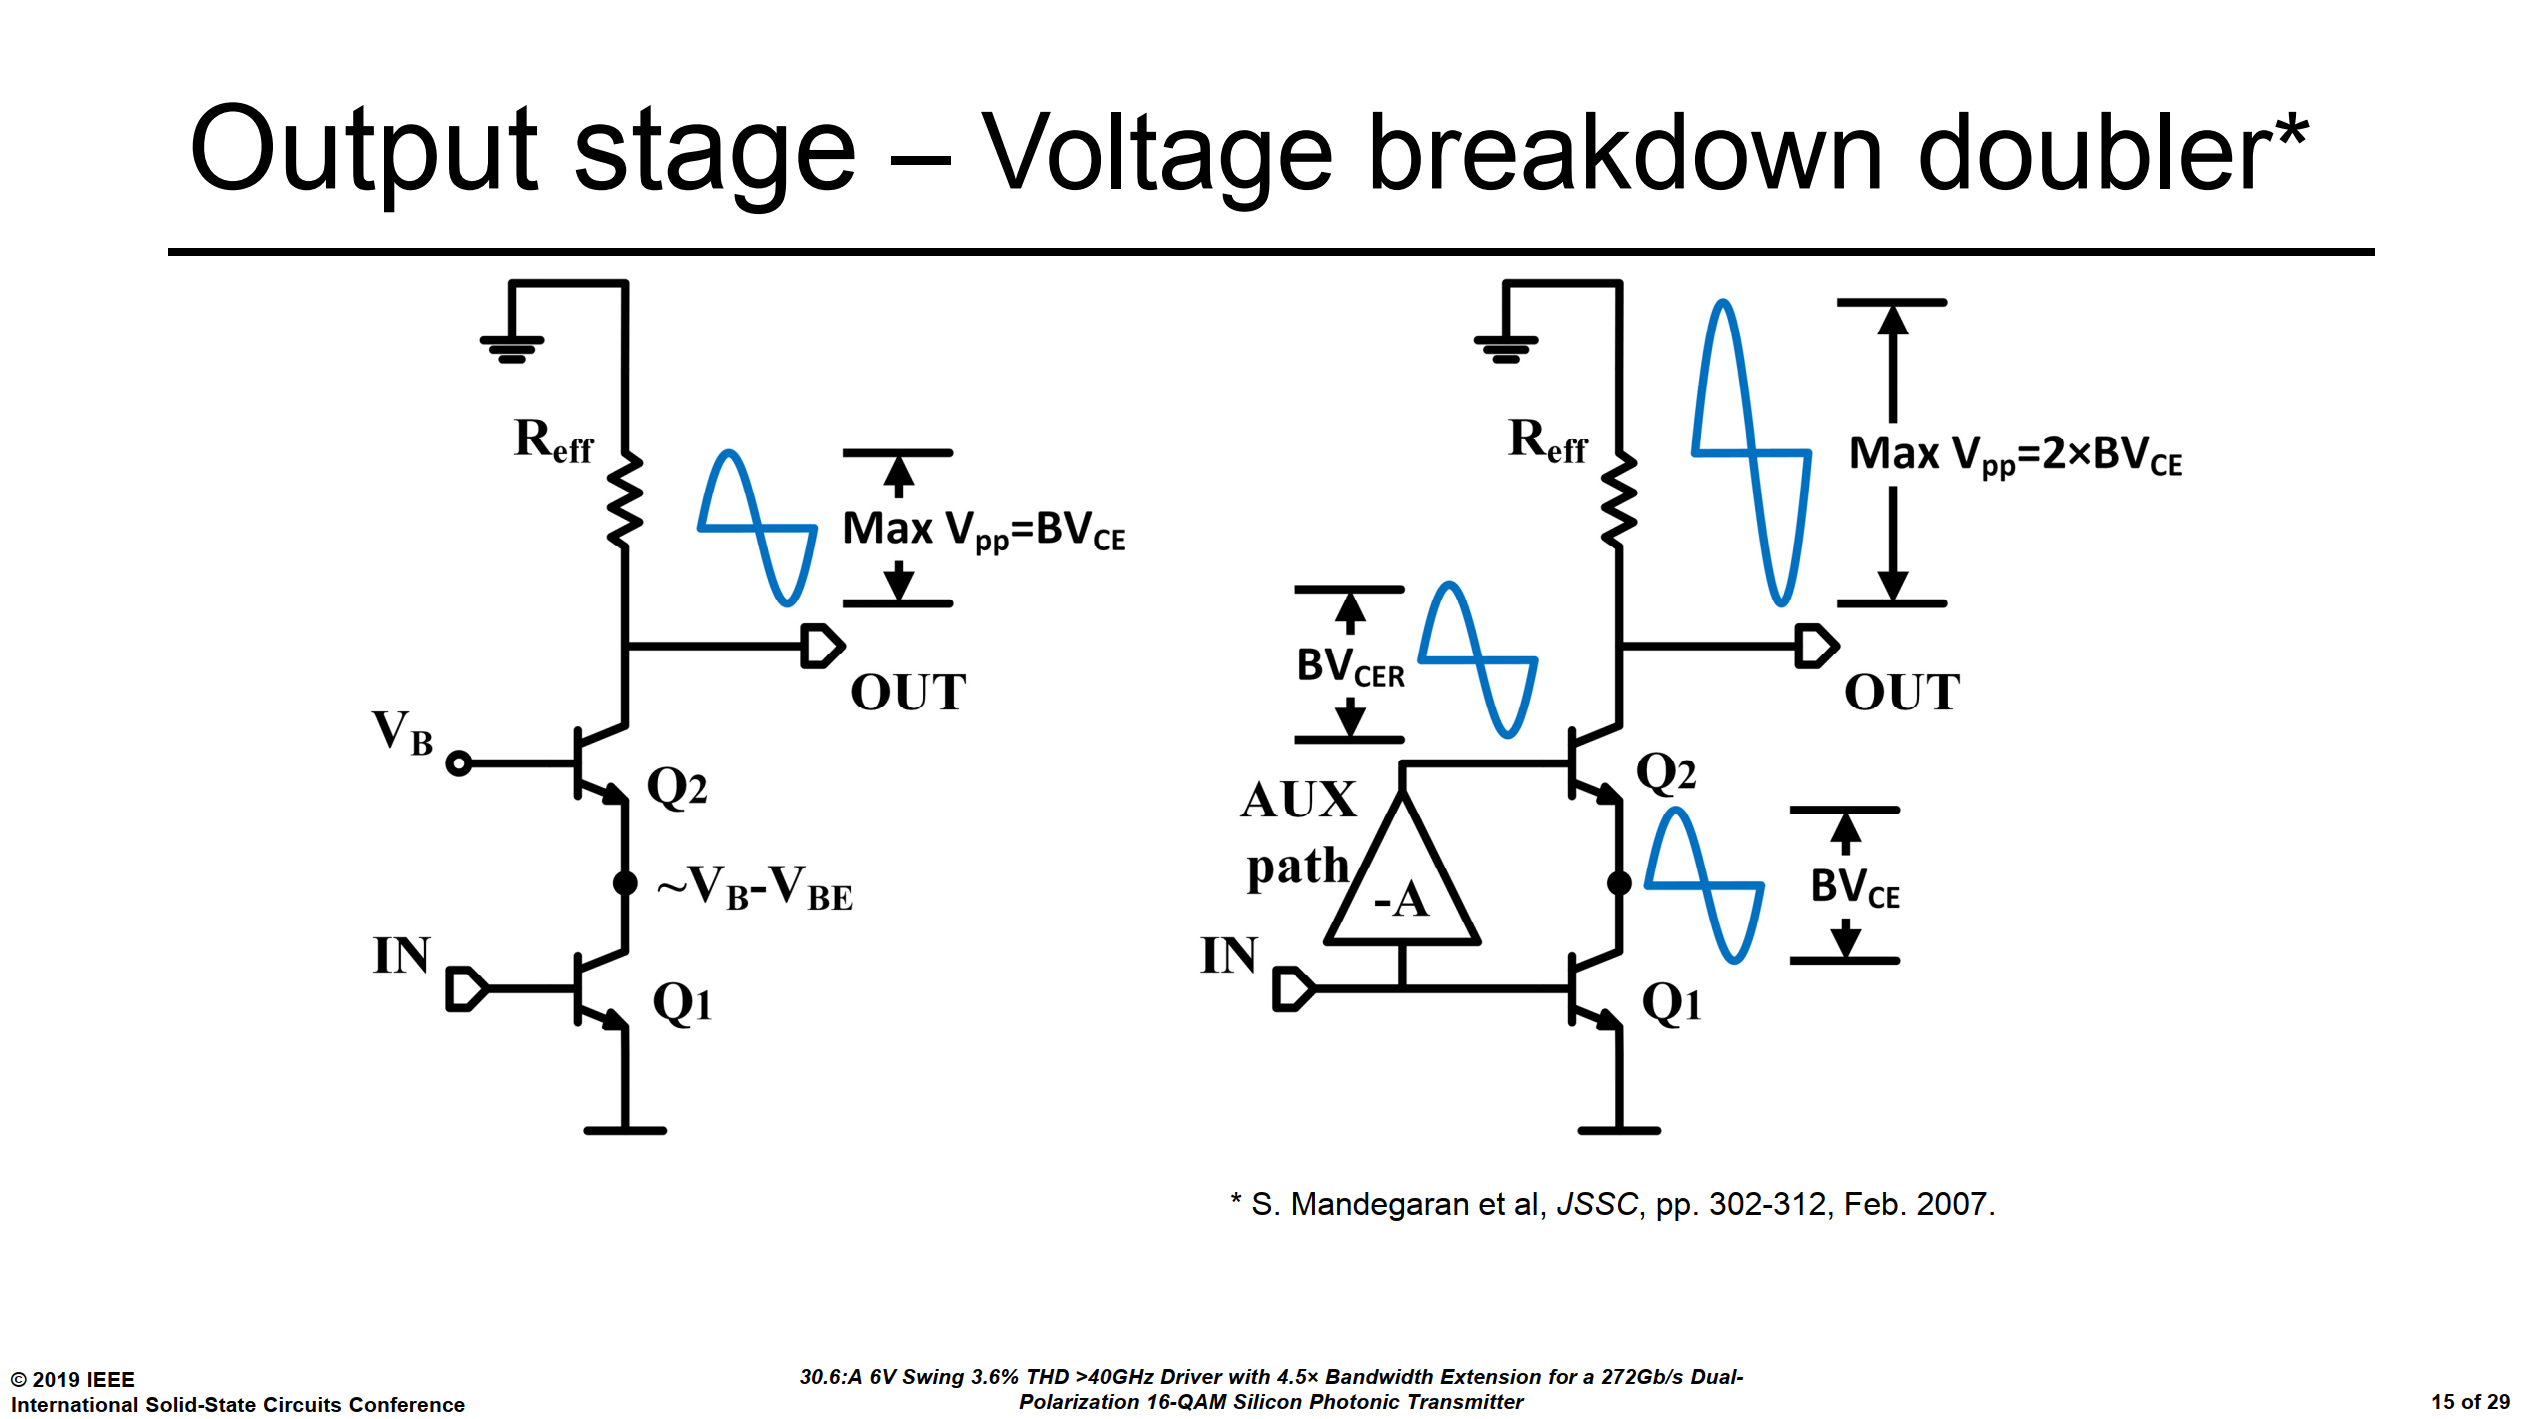 Output stage – Voltage breakdown doubler*
Reff
Max Vpp=BVCE
OUT
VB
Q2
~VB-VBE
IN
Q1
Reff
Max Vpp=2×BVCE
BVCER
OUT
Q2
AUX
path
-A
BVCE
IN
Q1
* S. Mandegaran et al, JSSC, pp. 302-312, Feb. 2007.
© 2019 IEEE
International Solid-State Circuits Conference
30.6:A 6V Swing 3.6% THD >40GHz Driver with 4.5× Bandwidth Extension for a 272Gb/s Dual-
Polarization 16-QAM Silicon Photonic Transmitter
15 of 29